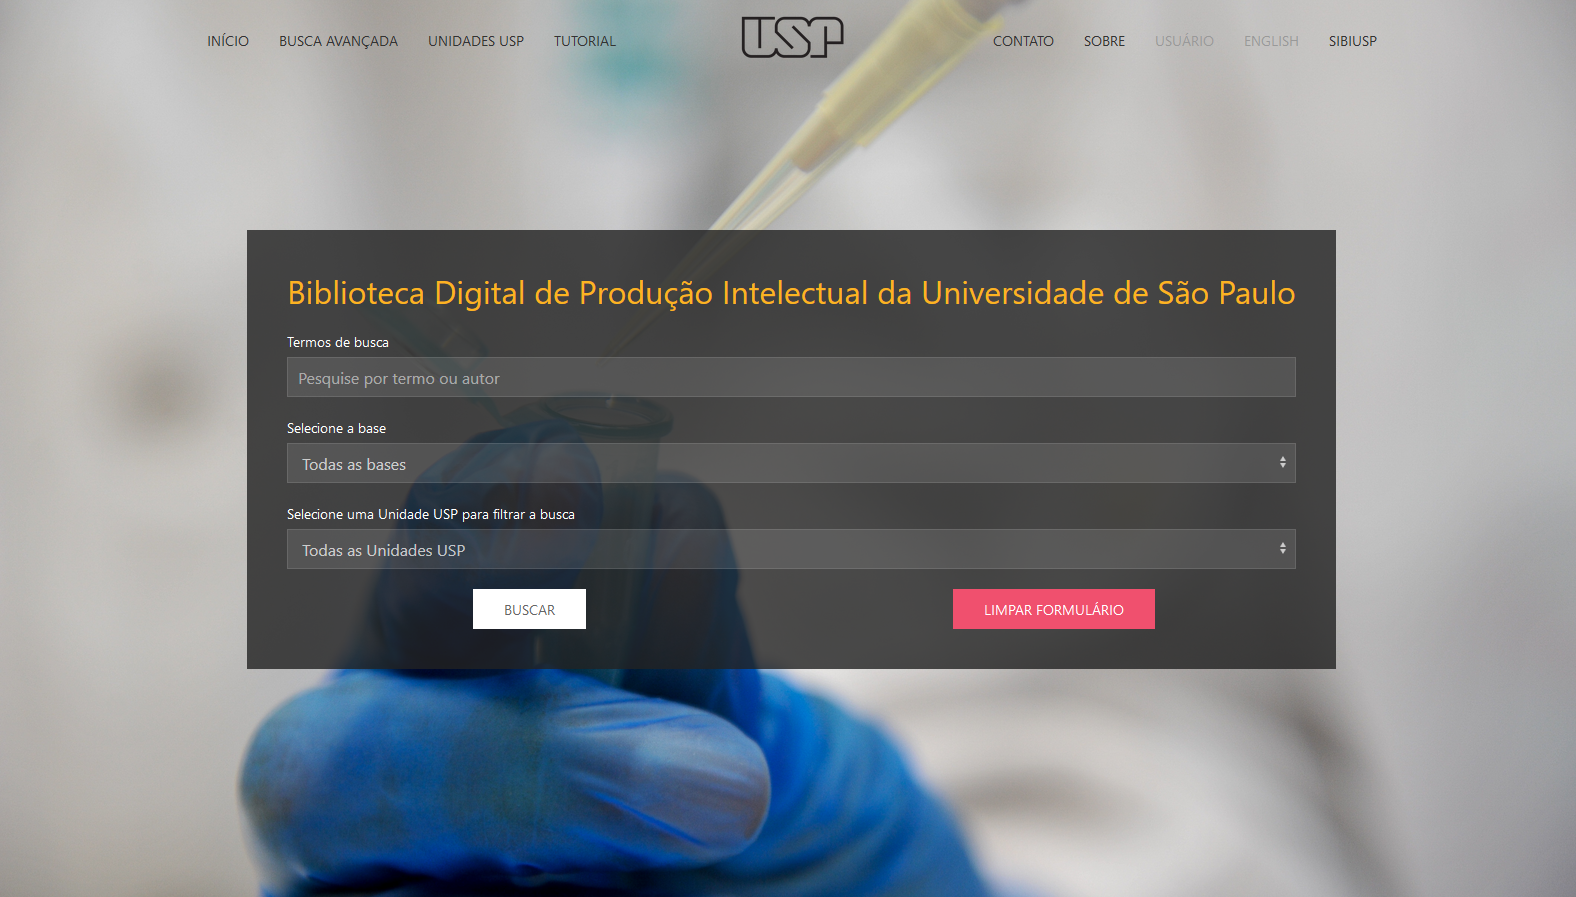 INÍCIO BUSCA AVANÇADA UNIDADES USP TUTORIAL USP CONTATO SOBRE USUÁRIO ENGLISH SIBIUSP
Biblioteca Digital de Produção Intelectual da Universidade de São Paulo
Termos de busca
Pesquise por termo ou autor
Selecione a base
Todas as bases
Selecione uma Unidade USP para filtrar a busca
Todas as Unidades USP
BUSCAR LIMPAR FORMULÁRIO